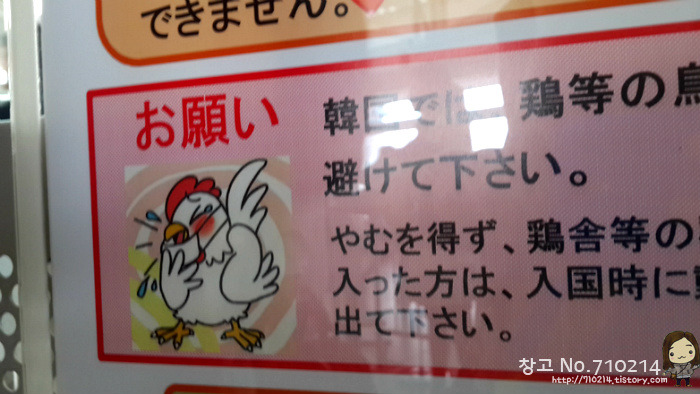 できません。
お願い
韓国では、鶏等の鳥
避けて下さい。
やむを得ず、鶏舎等の
入った方は、入国時に動
出て下さい。
창고 No.710214
http://710214.tistory.com